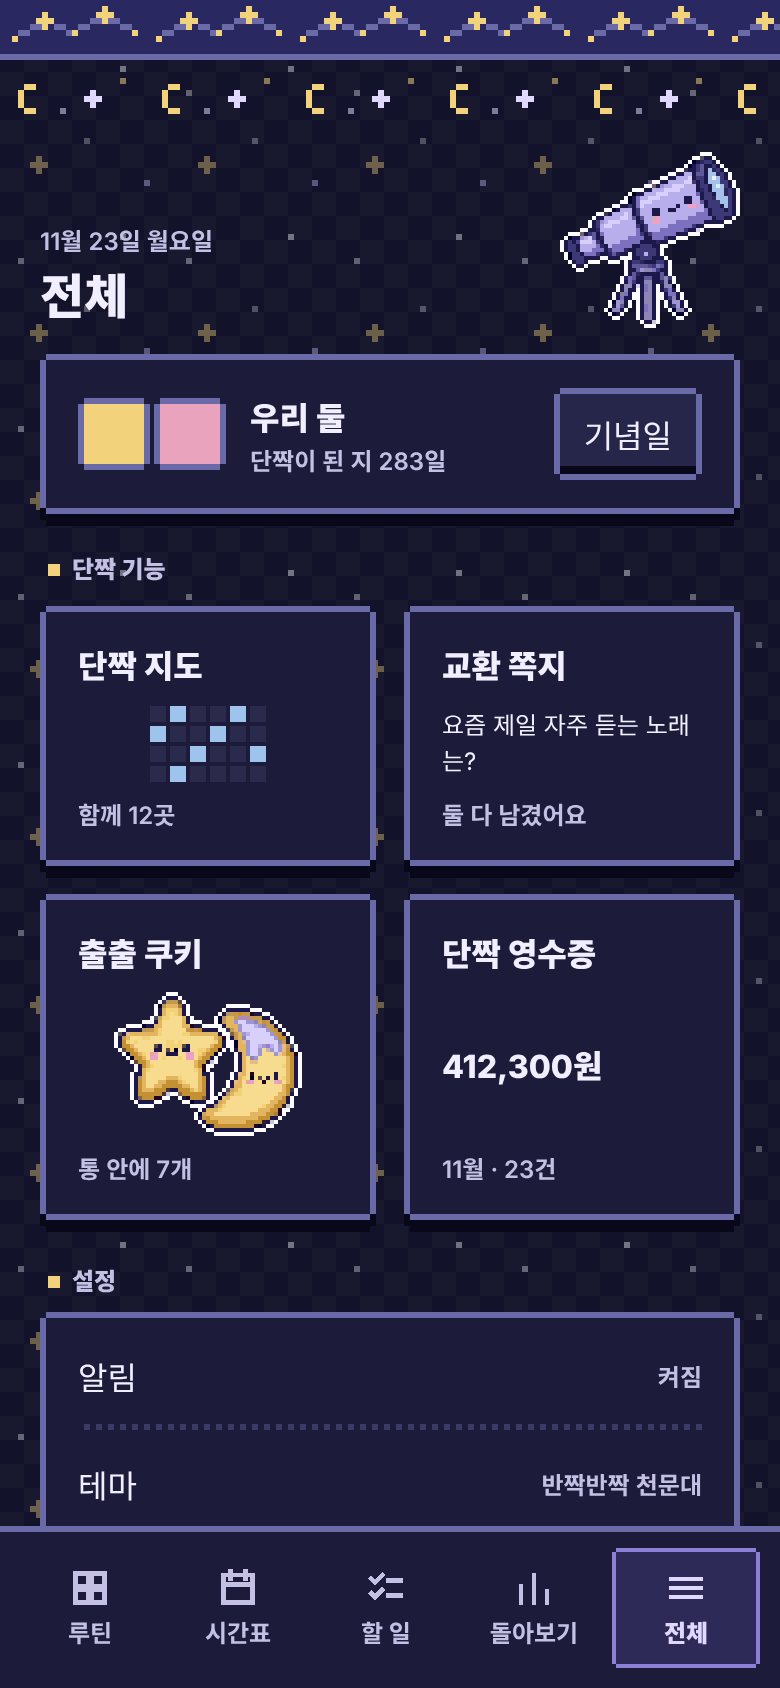 11월 23일 월요일
전체
우리 둘
단짝이 된 지 283일
기념일
단짝 기능
단짝 지도
함께 12곳
교환 쪽지
요즘 제일 자주 듣는 노래
는?
둘 다 남겼어요
출출 쿠키
통 안에 7개
단짝 영수증
412,300원
11월 · 23건
설정
알림
켜짐
테마
반짝반짝 천문대
루틴
시간표
할 일
돌아보기
전체